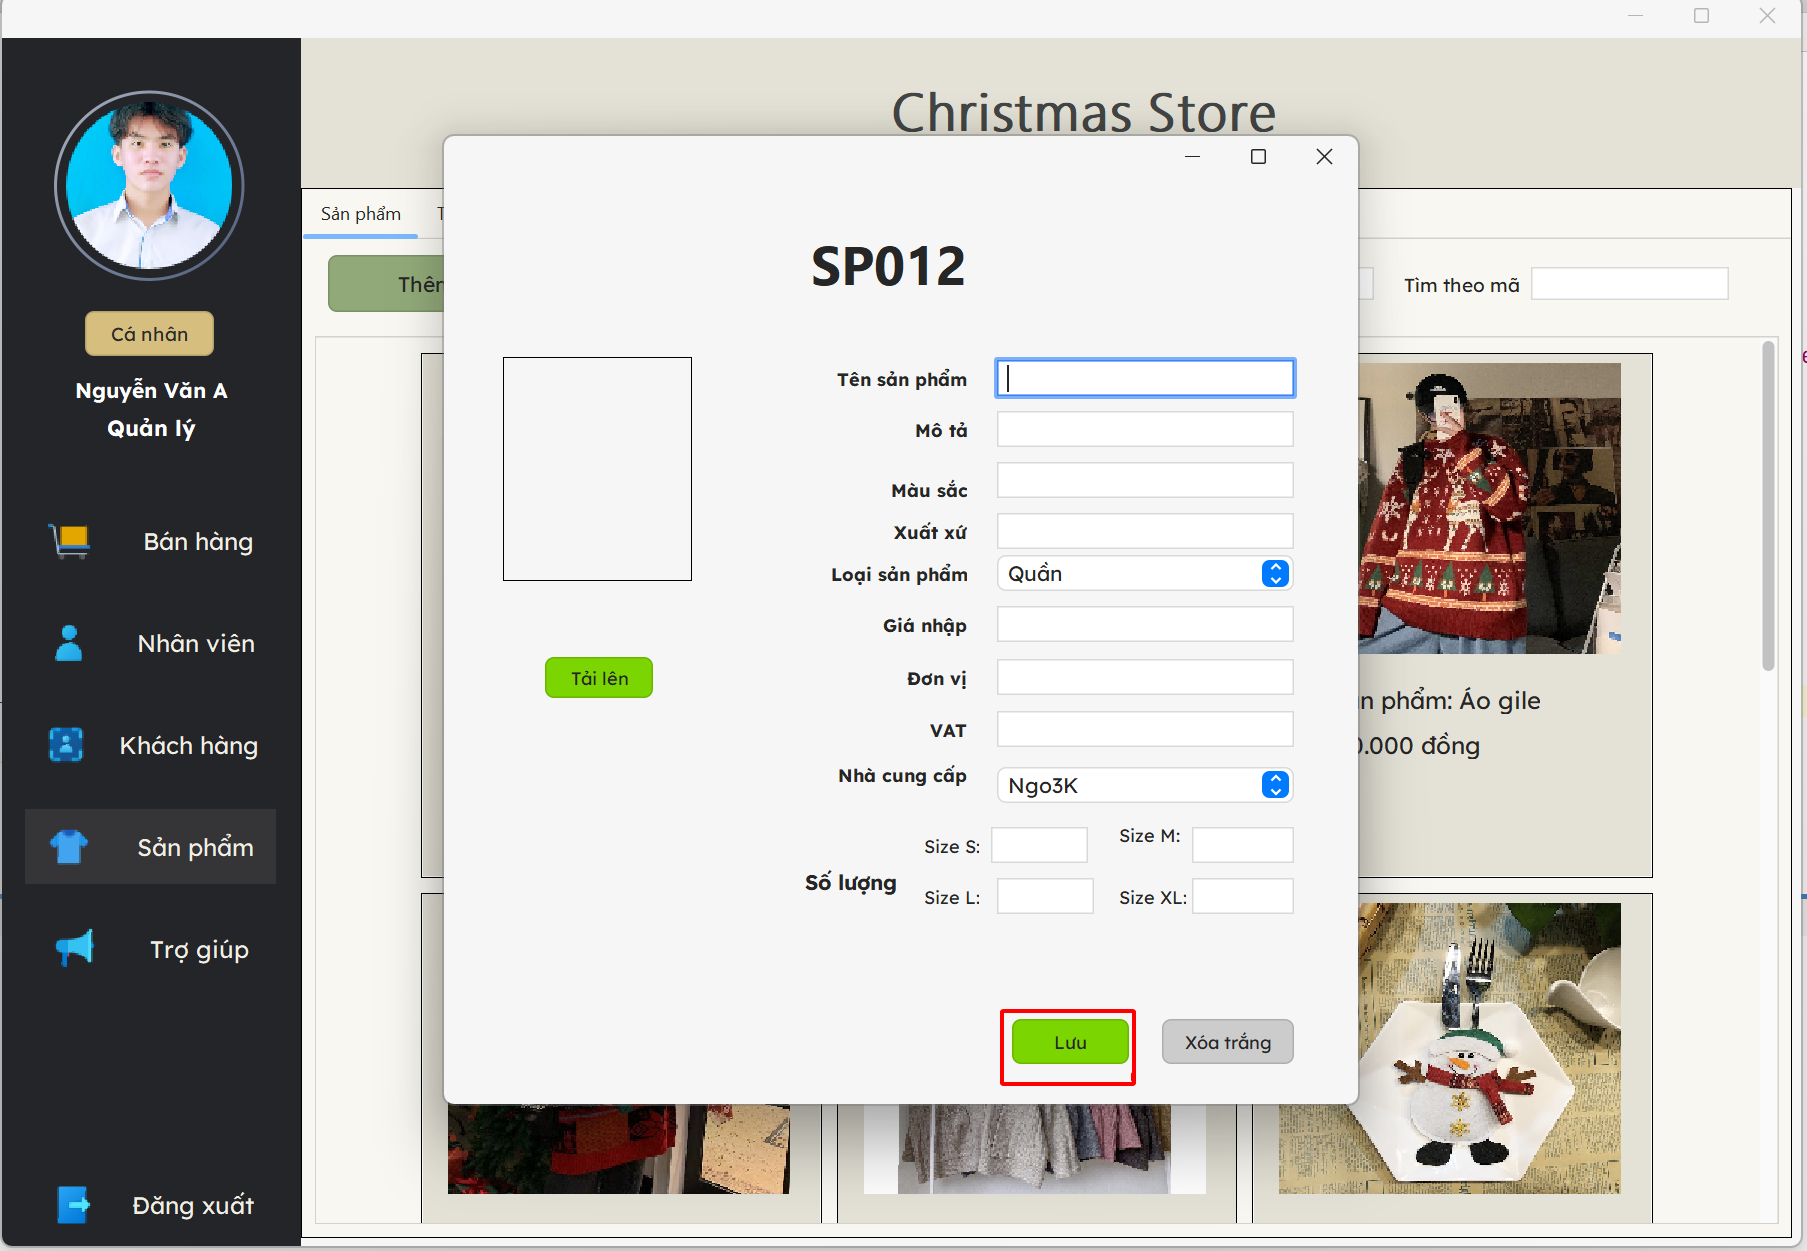 Christmas Store
Cá nhân
Nguyễn Văn A
Quản lý
Bán hàng
Nhân viên
Khách hàng
Sản phẩm
Trợ giúp
Đăng xuất
Sản phẩm
Tìm theo mã
SP012
Tải lên
Tên sản phẩm
Mô tả
Màu sắc
Xuất xứ
Loại sản phẩm Quần
Giá nhập
Đơn vị
VAT
Nhà cung cấp Ngo3K
Số lượng
Size S: Size M:
Size L: Size XL:
Lưu Xóa trắng
phẩm: Áo gile
0.000 đồng